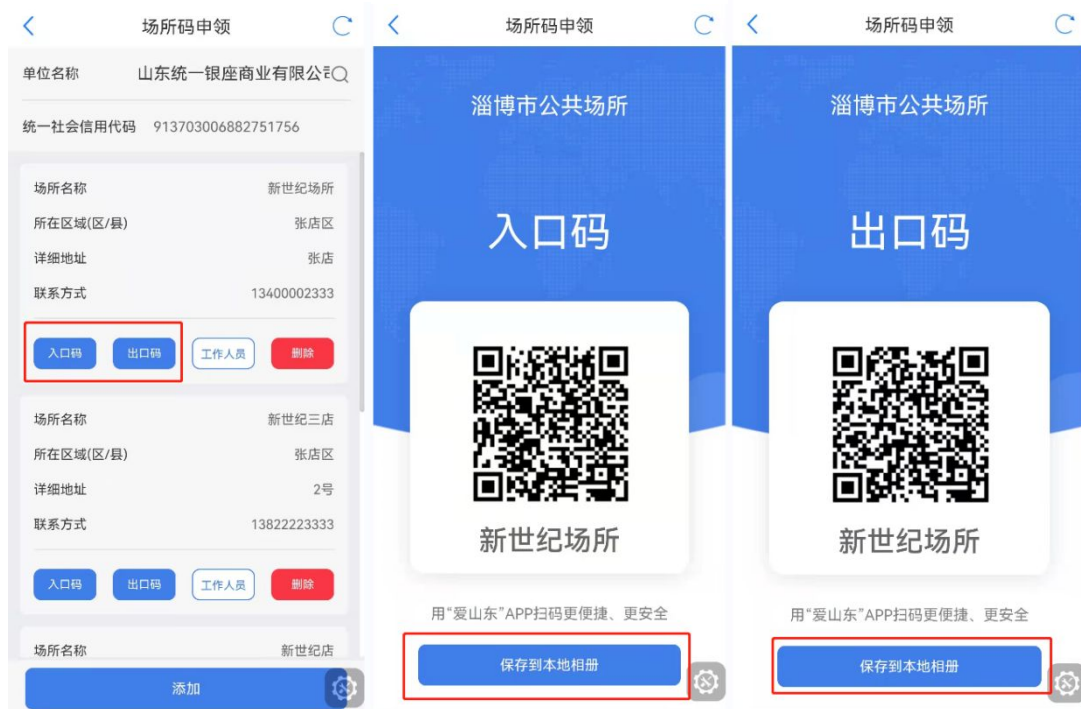 场所码申领
单位名称 山东统一银座商业有限公司
统一社会信用代码 913703006882751756
场所名称 新世纪场所
所在区域(区/县) 张店区
详细地址 张店
联系方式 13400002333
入口码 出口码 工作人员 删除
场所名称 新世纪三店
所在区域(区/县) 张店区
详细地址 2号
联系方式 13822223333
入口码 出口码 工作人员 删除
场所名称 新世纪店
添加
场所码申领
淄博市公共场所
入口码
新世纪场所
用“爱山东”APP扫码更便捷、更安全
保存到本地相册
场所码申领
淄博市公共场所
出口码
新世纪场所
用“爱山东”APP扫码更便捷、更安全
保存到本地相册